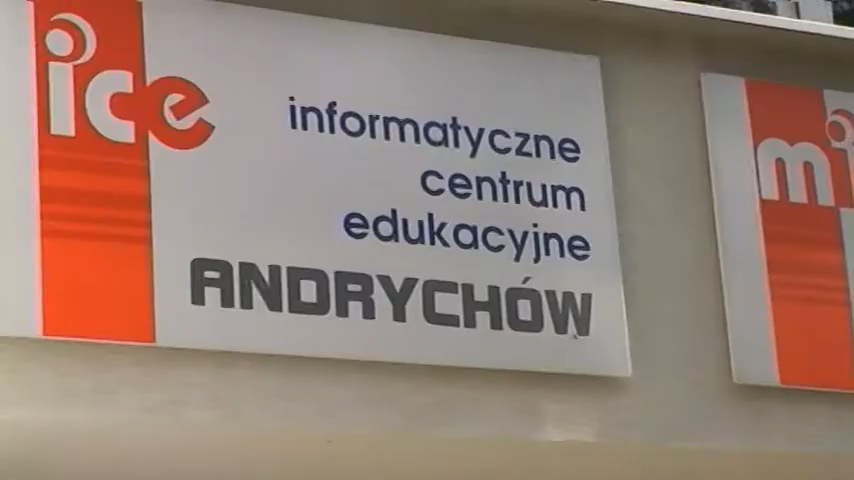 ice
informatyczne
centrum
edukacyjne
ANDRYCHÓW